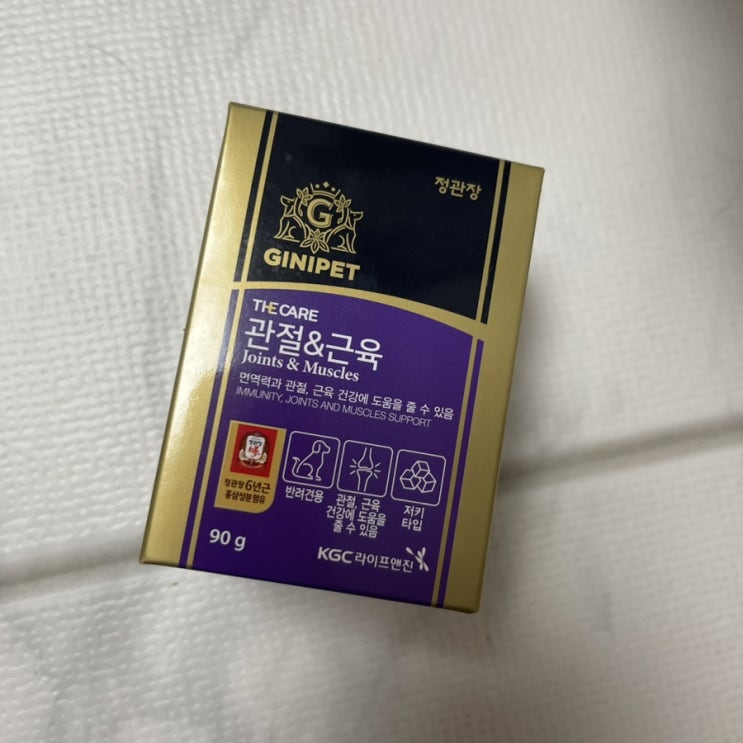 정관장
G
GINIPET
THE CARE
관절&근육
Joints & Muscles
면역력과 관절, 근육 건강에 도움을 줄 수 있음
IMMUNITY, JOINTS AND MUSCLES SUPPORT
정관장 6년근
홍삼성분 함유
반려견용
관절, 근육
건강에 도움을
줄 수 있음
저키
타입
90 g
KGC라이프앤진